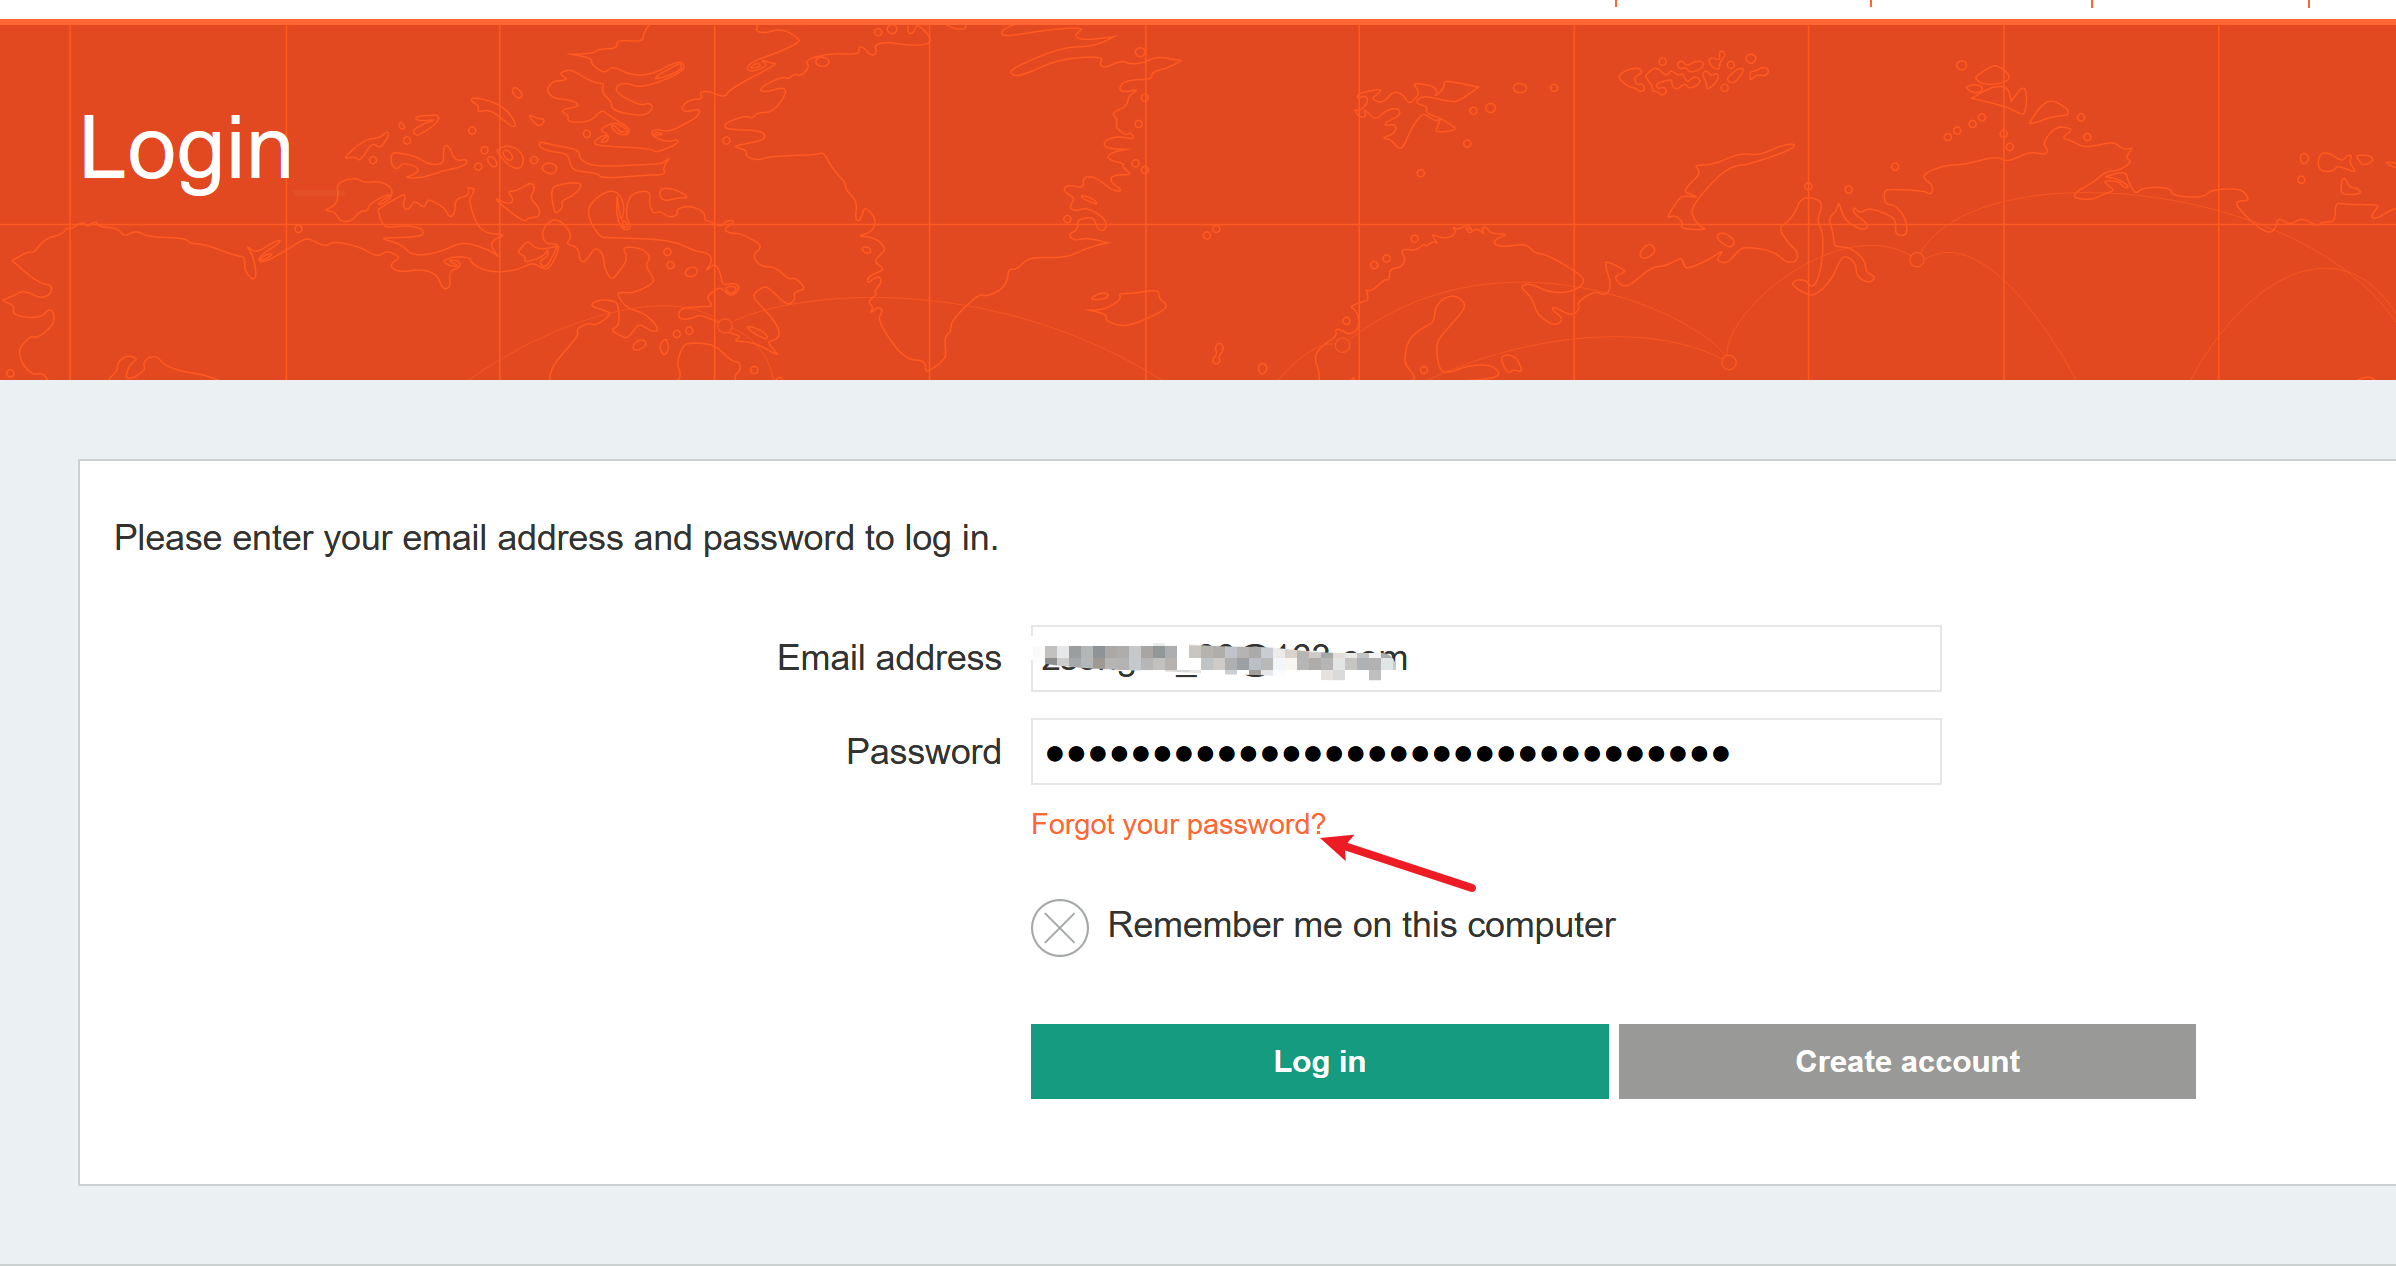 Login
Please enter your email address and password to log in.
Email address
Password
Forgot your password?
Remember me on this computer
Log in
Create account